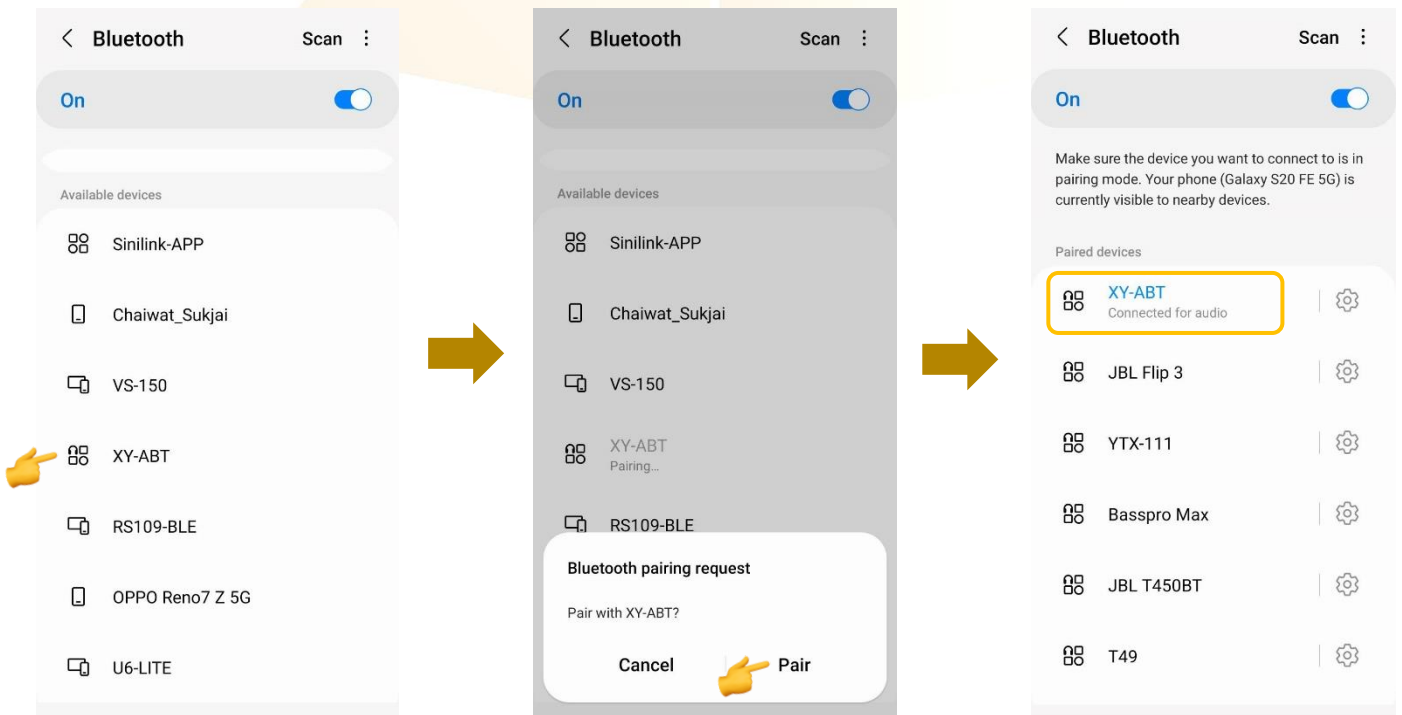 Bluetooth Scan
On
Available devices
Sinilink-APP
Chaiwat_Sukjai
VS-150
XY-ABT
RS109-BLE
OPPO Reno7 Z 5G
U6-LITE
Bluetooth Scan
On
Available devices
Sinilink-APP
Chaiwat_Sukjai
VS-150
XY-ABT
Pairing...
RS109-BLE
Bluetooth pairing request
Pair with XY-ABT?
Cancel Pair
Bluetooth Scan
On
Make sure the device you want to connect to is in
pairing mode. Your phone (Galaxy S20 FE 5G) is
currently visible to nearby devices.
Paired devices
XY-ABT
Connected for audio
JBL Flip 3
YTX-111
Basspro Max
JBL T450BT
T49